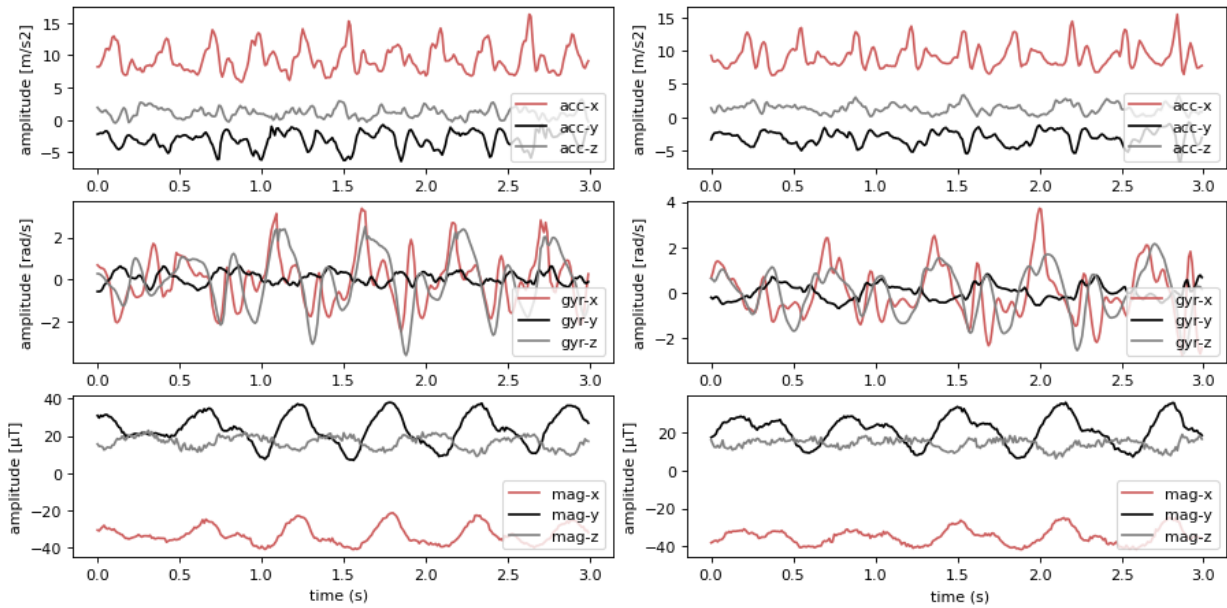 amplitude [m/s2]
15
10
5
0
−5
acc-x
acc-y
acc-z
0.0 0.5 1.0 1.5 2.0 2.5 3.0
amplitude [m/s2]
15
10
5
0
−5
acc-x
acc-y
acc-z
0.0 0.5 1.0 1.5 2.0 2.5 3.0
amplitude [rad/s]
2
0
−2
gyr-x
gyr-y
gyr-z
0.0 0.5 1.0 1.5 2.0 2.5 3.0
amplitude [rad/s]
4
2
0
−2
gyr-x
gyr-y
gyr-z
0.0 0.5 1.0 1.5 2.0 2.5 3.0
amplitude [μT]
40
20
0
−20
−40
mag-x
mag-y
mag-z
0.0 0.5 1.0 1.5 2.0 2.5 3.0
time (s)
amplitude [μT]
20
0
−20
−40
mag-x
mag-y
mag-z
0.0 0.5 1.0 1.5 2.0 2.5 3.0
time (s)